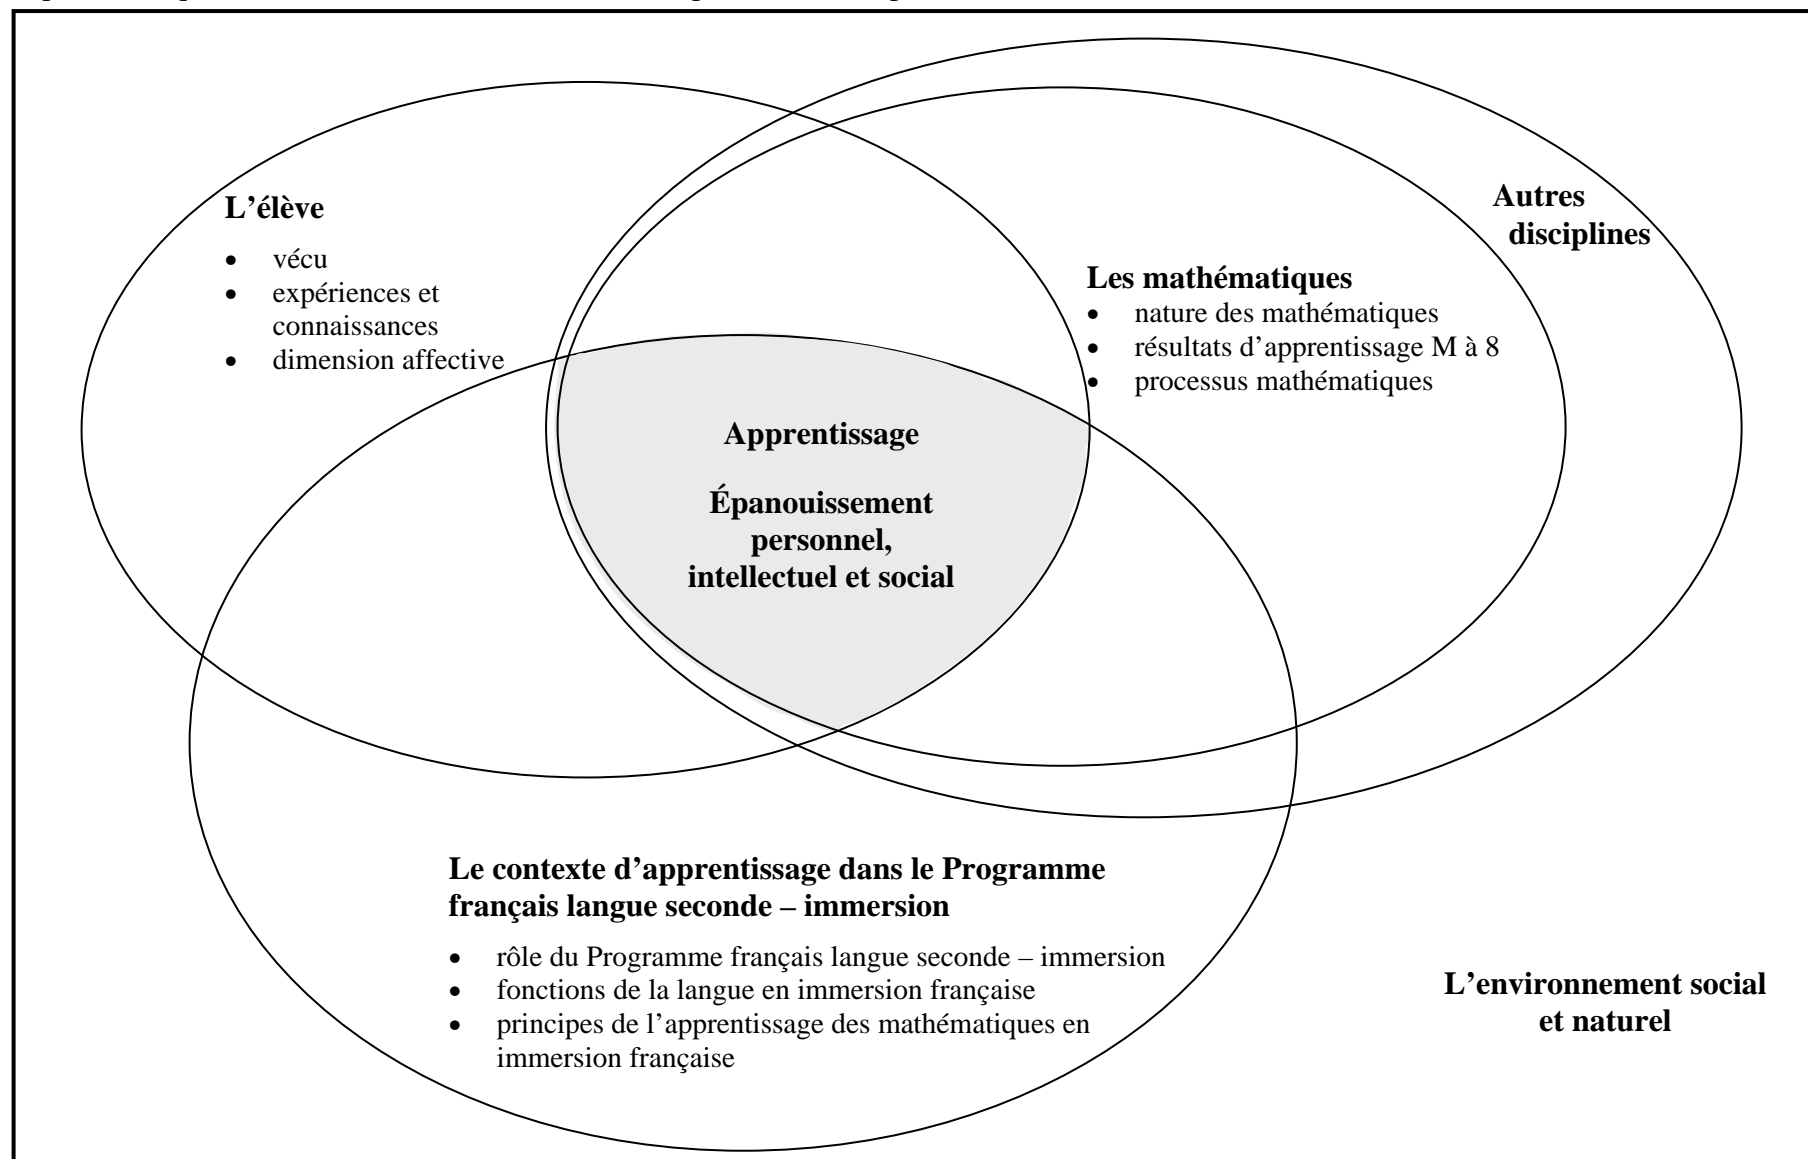 L'élève
• vécu
• expériences et
connaissances
• dimension affective
Autres
disciplines
Les mathématiques
• nature des mathématiques
• résultats d'apprentissage M à 8
• processus mathématiques
Apprentissage
Épanouissement
personnel,
intellectuel et social
Le contexte d'apprentissage dans le Programme
français langue seconde – immersion
• rôle du Programme français langue seconde – immersion
• fonctions de la langue en immersion française
• principes de l'apprentissage des mathématiques en
immersion française
L'environnement social
et naturel